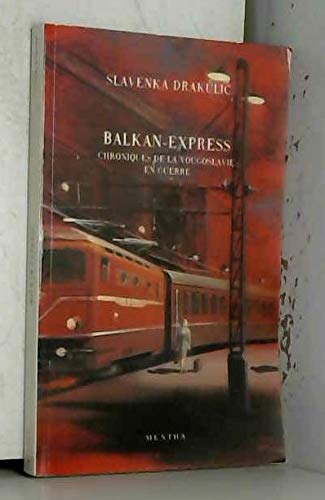 SLAVENKA DRAKULIĆ
BALKAN-EXPRESS
CHRONIQUES DE LA YOUGOSLAVIE
EN GUERRE
MENTHA